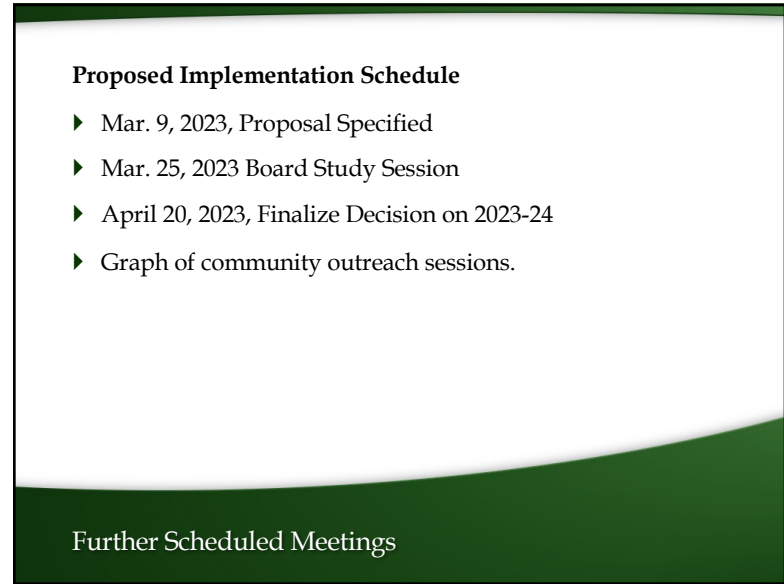 Proposed Implementation Schedule
Mar. 9, 2023, Proposal Specified
Mar. 25, 2023 Board Study Session
April 20, 2023, Finalize Decision on 2023-24
Graph of community outreach sessions.
Further Scheduled Meetings